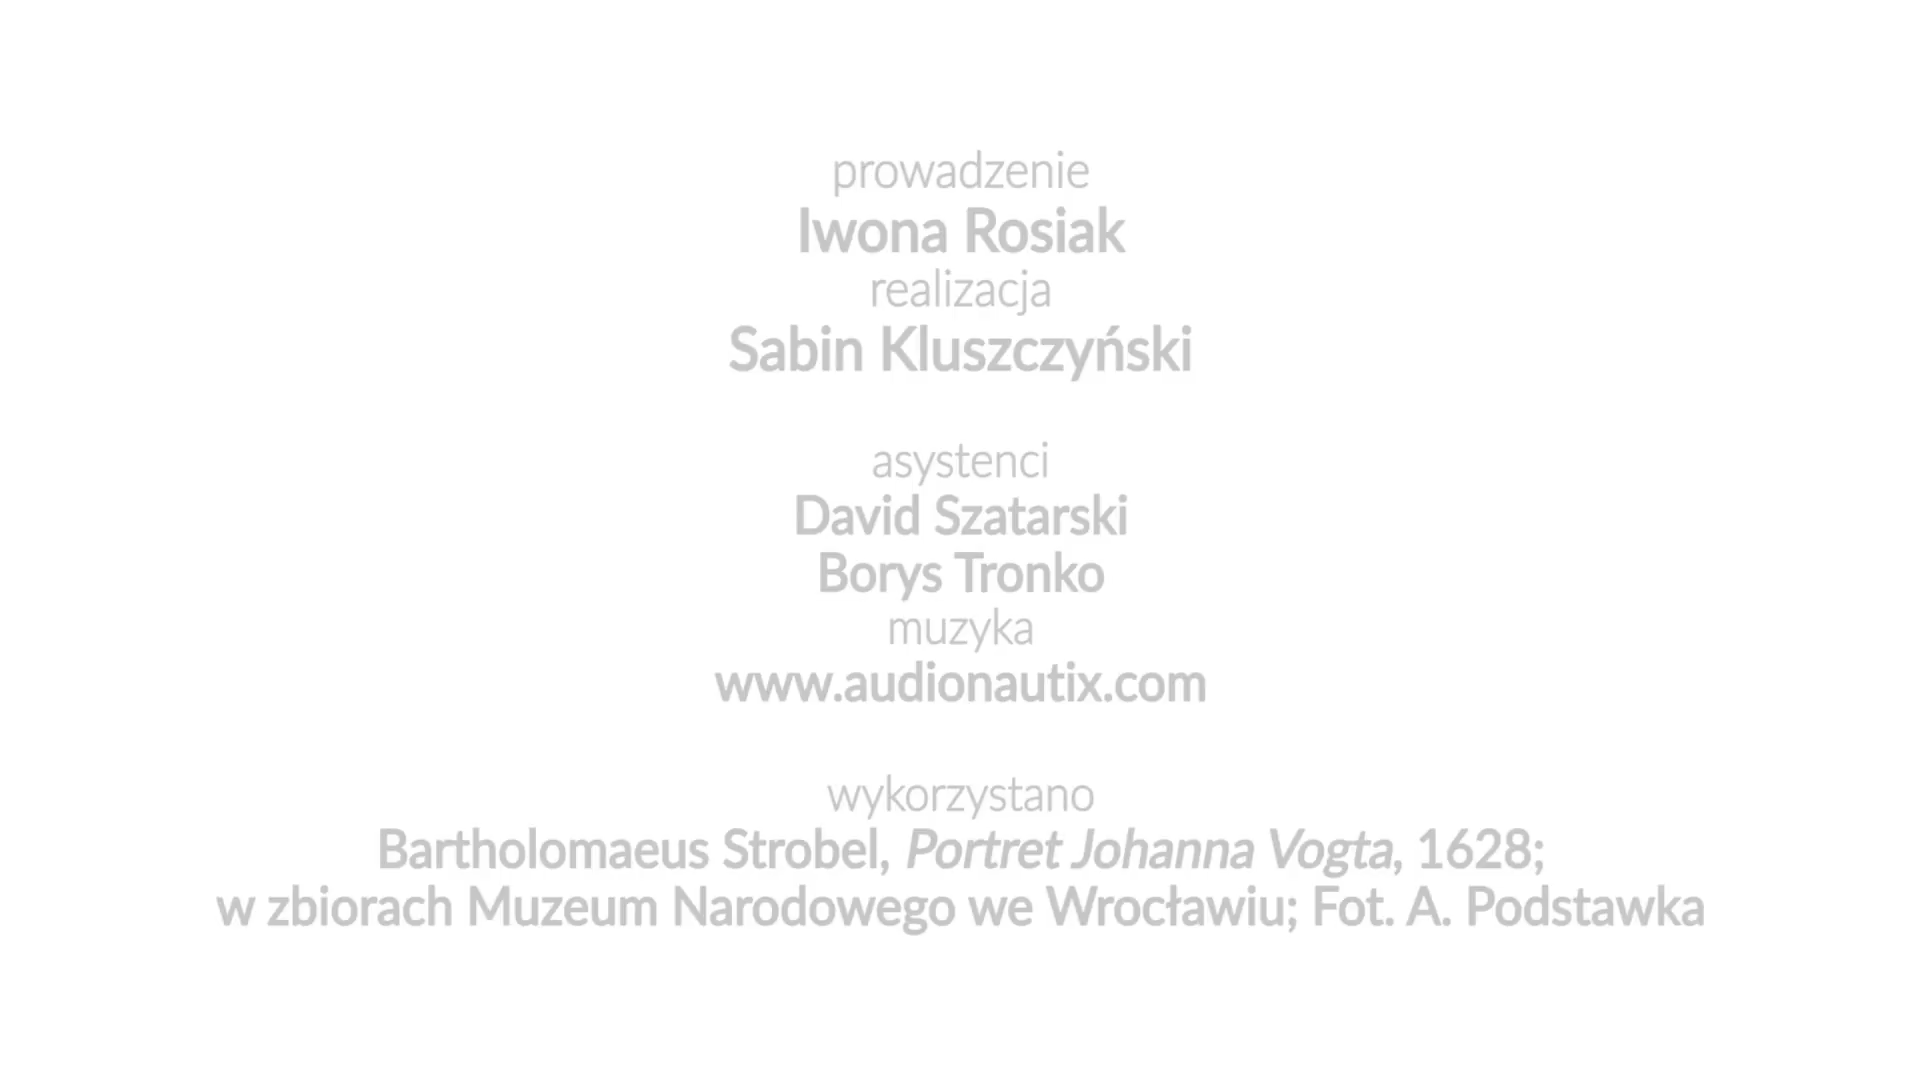 prowadzenie
Iwona Rosiak
realizacja
Sabin Kluszczyński
asystenci
David Szatarski
Borys Tronko
muzyka
www.audionautix.com
wykorzystano
Bartholomaeus Strobel, Portret Johanna Vogta, 1628;
w zbiorach Muzeum Narodowego we Wrocławiu; Fot. A. Podstawka